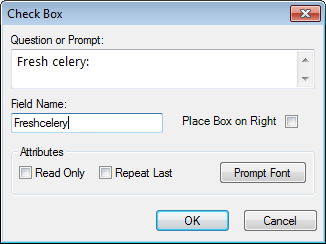 Check Box
Question or Prompt:
Fresh celery:
Field Name:
Freshcelery
Place Box on Right
Attributes
Read Only
Repeat Last
Prompt Font
OK
Cancel